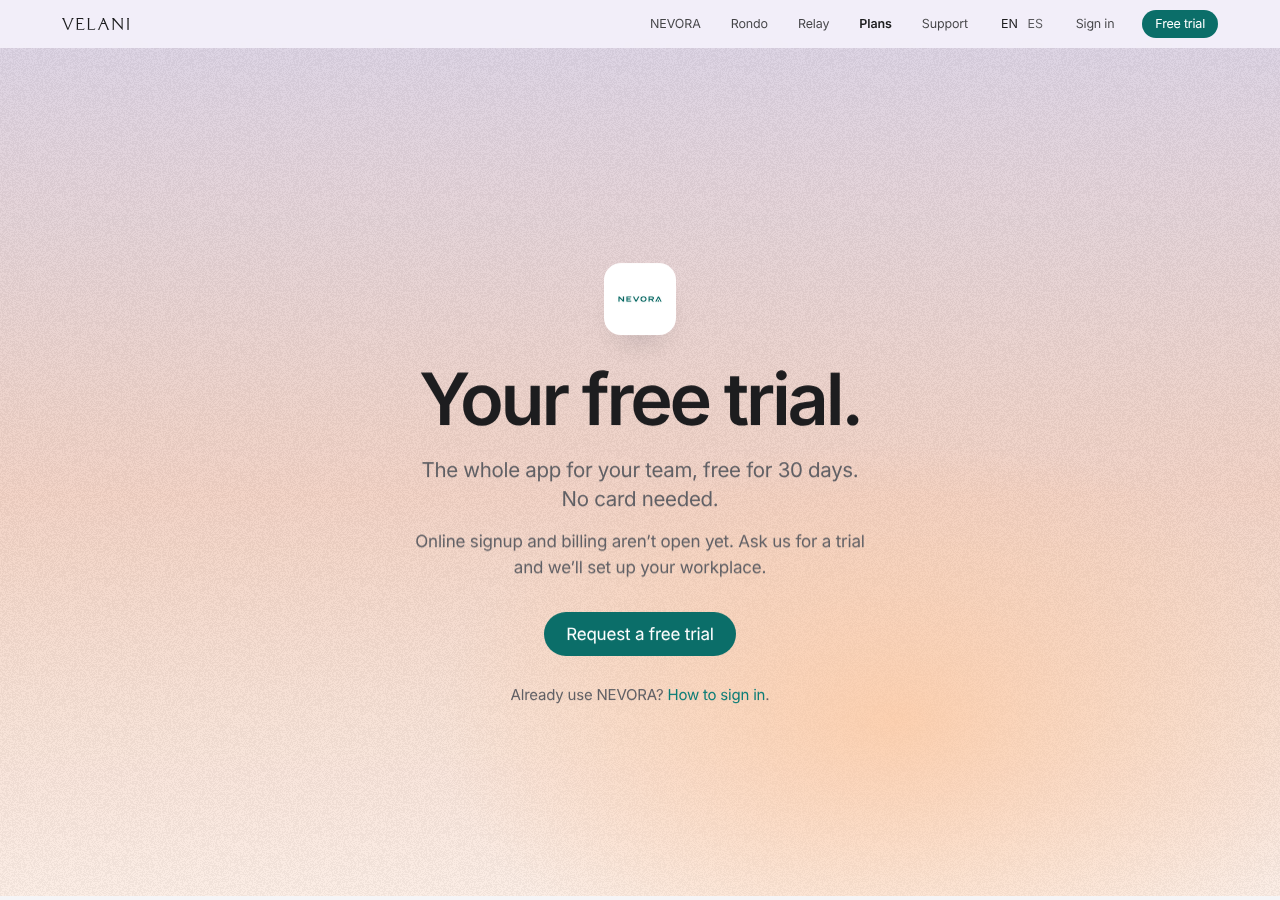 VELANI
NEVORA Rondo Relay Plans Support EN ES Sign in Free trial
NEVORA
Your free trial.
The whole app for your team, free for 30 days.
No card needed.
Online signup and billing aren’t open yet. Ask us for a trial
and we’ll set up your workplace.
Request a free trial
Already use NEVORA? How to sign in.